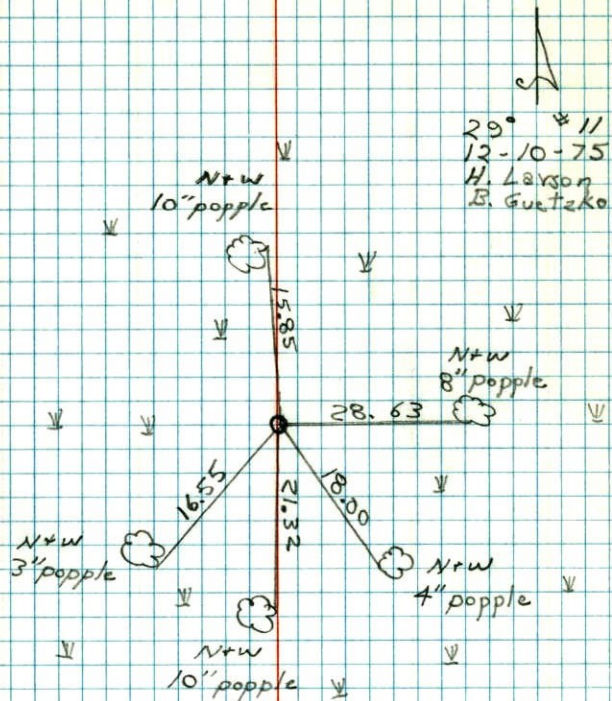 29° #11
12-10-75
H. Larson
B. Guetzko
N+W
10" popple
15.85
N+W
8" popple
28.63
16.55
21.32
18.00
N+W
3" popple
N+W
4" popple
N+W
10" popple